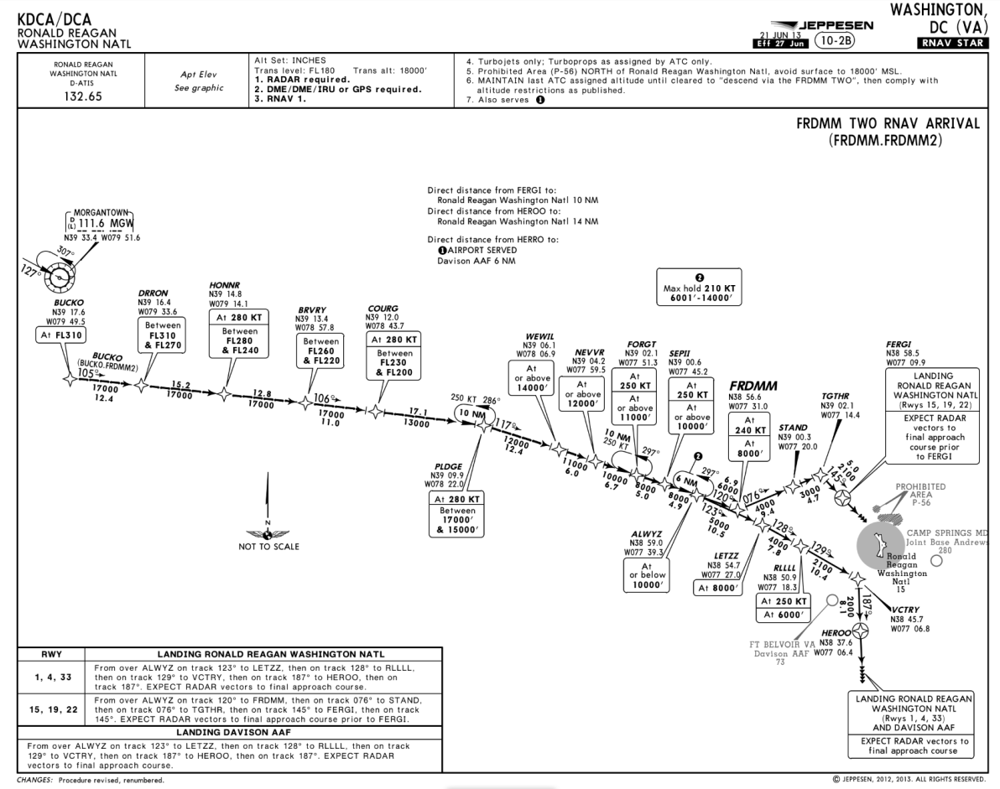 KDCA/DCA
RONALD REAGAN
WASHINGTON NATL
JEPPESEN
21 JUN 13
Eff 27 Jun
10-2B
WASHINGTON,
DC (VA)
RNAV STAR
RONALD REAGAN
WASHINGTON NATL
D-ATIS
132.65
Apt Elev
See graphic
Alt Set: INCHES
Trans level: FL180 Trans alt: 18000'
1. RADAR required.
2. DME/DME/IRU or GPS required.
3. RNAV 1.
4. Turbojets only; Turboprops as assigned by ATC only.
5. Prohibited Area (P-56) NORTH of Ronald Reagan Washington Natl, avoid surface to 18000' MSL.
6. MAINTAIN last ATC assigned altitude until cleared to "descend via the FRDMM TWO", then comply with
altitude restrictions as published.
7. Also serves ❶
FRDMM TWO RNAV ARRIVAL
(FRDMM.FRDMM2)
Direct distance from FERGI to:
Ronald Reagan Washington Natl 10 NM
Direct distance from HEROO to:
Ronald Reagan Washington Natl 14 NM
Direct distance from HERRO to:
❶AIRPORT SERVED
Davison AAF 6 NM
❷
Max hold 210 KT
6001'-14000'
MORGANTOWN
D
(L) 111.6 MGW
N39 33.4 W079 51.6
307°
127°
BUCKO
N39 17.6
W079 49.5
At FL310
BUCKO
(BUCKO.FRDMM2)
105°
17000
12.4
DRRON
N39 16.4
W079 33.6
Between
FL310
& FL270
15.2
17000
HONNR
N39 14.8
W079 14.1
At 280 KT
Between
FL280
& FL240
12.8
17000
BRVRY
N39 13.4
W078 57.8
Between
FL260
& FL220
106°
17000
11.0
COURG
N39 12.0
W078 43.7
At 280 KT
Between
FL230
& FL200
17.1
13000
250 KT 286°
10 NM
PLDGE
N39 09.9
W078 22.0
At 280 KT
Between
17000'
& 15000'
117°
12000
12.4
WEWIL
N39 06.1
W078 06.9
At
or above
14000'
11000
6.0
NEVVR
N39 04.2
W077 59.5
At
or above
12000'
10000
6.7
10 NM
250 KT
297°
FORGT
N39 02.1
W077 51.3
At
250 KT
At
or above
11000'
8000
5.0
SEPII
N39 00.6
W077 45.2
At
250 KT
At
or above
10000'
8000
4.9
❷
297°
6 NM
ALWYZ
N38 59.0
W077 39.3
At
or below
10000'
6.9
6000
120°
123°
5000
10.5
FRDMM
N38 56.6
W077 31.0
At
240 KT
At
8000'
076°
4000
9.4
STAND
N39 00.3
W077 20.0
3000
4.7
TGTHR
N39 02.1
W077 14.4
5.0
2100
145°
FERGI
N38 58.5
W077 09.9
LANDING
RONALD REAGAN
WASHINGTON NATL
(Rwys 15, 19, 22)
EXPECT RADAR
vectors to
final approach
course prior
to FERGI
LETZZ
N38 54.7
W077 27.0
At 8000'
128°
4000
7.8
RLLLL
N38 50.9
W077 18.3
At 250 KT
At 6000'
129°
2100
10.4
VCTRY
N38 45.7
W077 06.8
187°
2000
8.1
HEROO
N38 37.6
W077 06.4
FT BELVOIR VA
Davison AAF
73
PROHIBITED
AREA
P-56
CAMP SPRINGS MD
Joint Base Andrews
280
Ronald
Reagan
Washington
Natl
15
LANDING RONALD REAGAN
WASHINGTON NATL
(Rwys 1, 4, 33)
AND DAVISON AAF
EXPECT RADAR vectors to
final approach course
N
NOT TO SCALE
RWY LANDING RONALD REAGAN WASHINGTON NATL
1, 4, 33
From over ALWYZ on track 123° to LETZZ, then on track 128° to RLLLL,
then on track 129° to VCTRY, then on track 187° to HEROO, then on
track 187°. EXPECT RADAR vectors to final approach course.
15, 19, 22
From over ALWYZ on track 120° to FRDMM, then on track 076° to STAND,
then on track 076° to TGTHR, then on track 145° to FERGI, then on track
145°. EXPECT RADAR vectors to final approach course prior to FERGI.
LANDING DAVISON AAF
From over ALWYZ on track 123° to LETZZ, then on track 128° to RLLLL, then on track
129° to VCTRY, then on track 187° to HEROO, then on track 187°. EXPECT RADAR
vectors to final approach course.
CHANGES: Procedure revised, renumbered.
© JEPPESEN, 2012, 2013. ALL RIGHTS RESERVED.